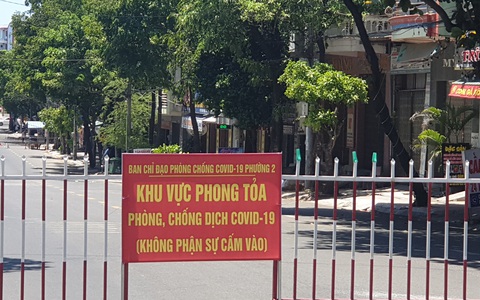 BAN CHỈ ĐẠO PHÒNG CHỐNG COVID-19 PHƯỜNG 2
KHU VỰC PHONG TỎA
PHÒNG, CHỐNG DỊCH COVID-19
(KHÔNG PHẬN SỰ CẤM VÀO)